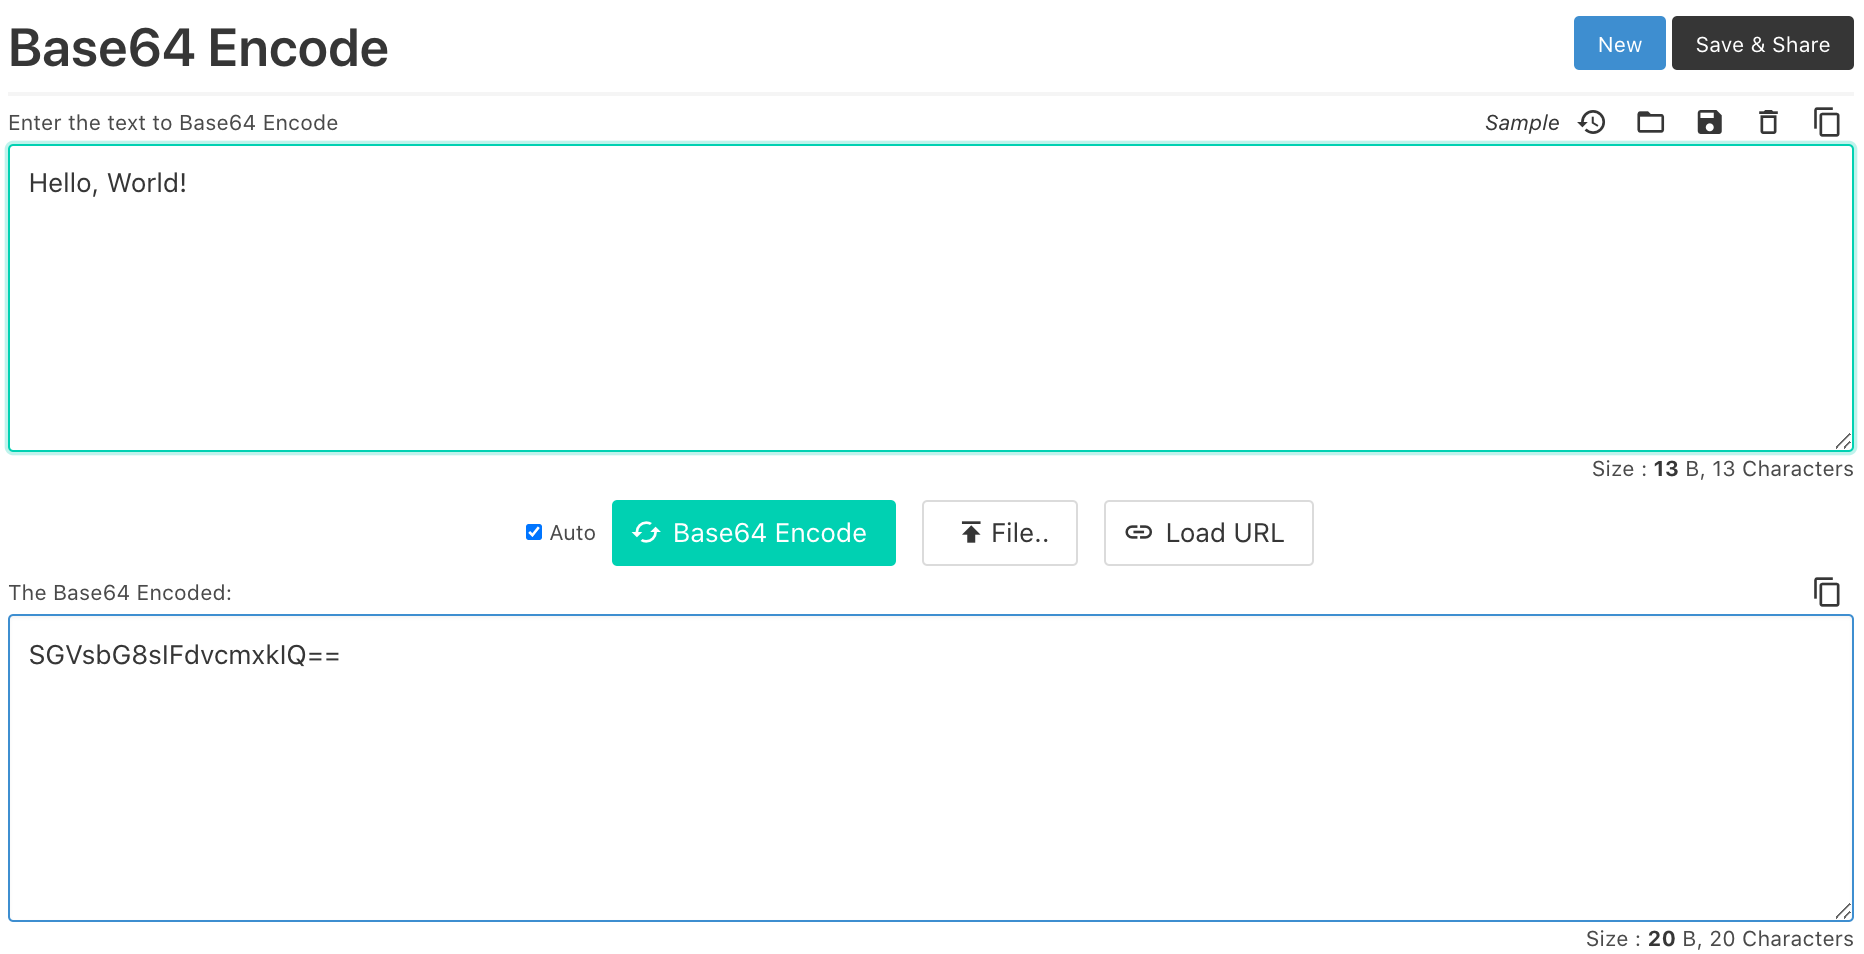 Base64 Encode
New
Save & Share
Enter the text to Base64 Encode
Sample
Hello, World!
Size : 13 B, 13 Characters
Auto
Base64 Encode
File..
Load URL
The Base64 Encoded:
SGVsbG8sIFdvcmxkIQ==
Size : 20 B, 20 Characters